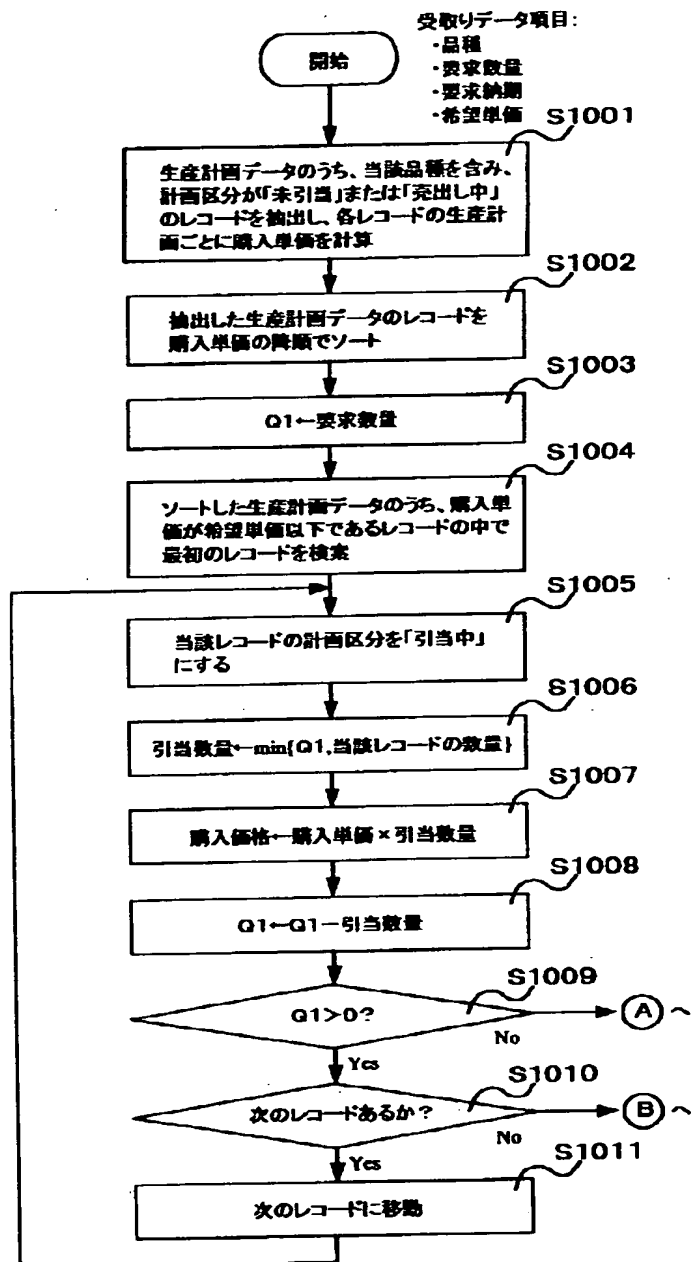 受取りデータ項目:
・品種
・要求数量
・要求納期
・希望単価
開始
S1001
生産計画データのうち、当該品種を含み、
計画区分が「未引当」または「売出し中」
のレコードを抽出し、各レコードの生産計
画ごとに購入単価を計算
S1002
抽出した生産計画データのレコードを
購入単価の降順でソート
S1003
Q1←要求数量
S1004
ソートした生産計画データのうち、購入単
価が希望単価以下であるレコードの中で
最初のレコードを検索
S1005
当該レコードの計画区分を「引当中」
にする
S1006
引当数量←min{Q1,当該レコードの数量}
S1007
購入価格←購入単価×引当数量
S1008
Q1←Q1－引当数量
S1009
Q1>0?
No
A へ
Yes
S1010
次のレコードあるか?
No
B へ
Yes
S1011
次のレコードに移動